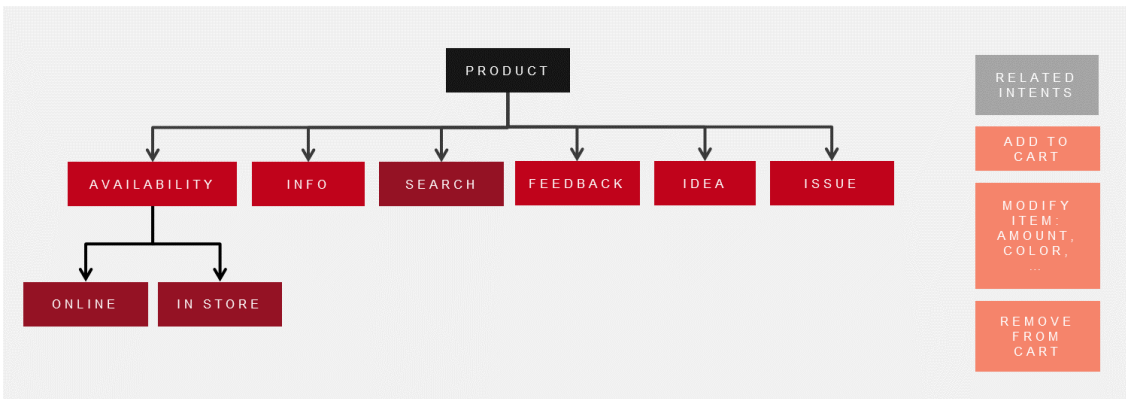 PRODUCT
RELATED
INTENTS
ADD TO
CART
AVAILABILITY
INFO
SEARCH
FEEDBACK
IDEA
ISSUE
MODIFY
ITEM:
AMOUNT,
COLOR,
...
ONLINE
IN STORE
REMOVE
FROM
CART